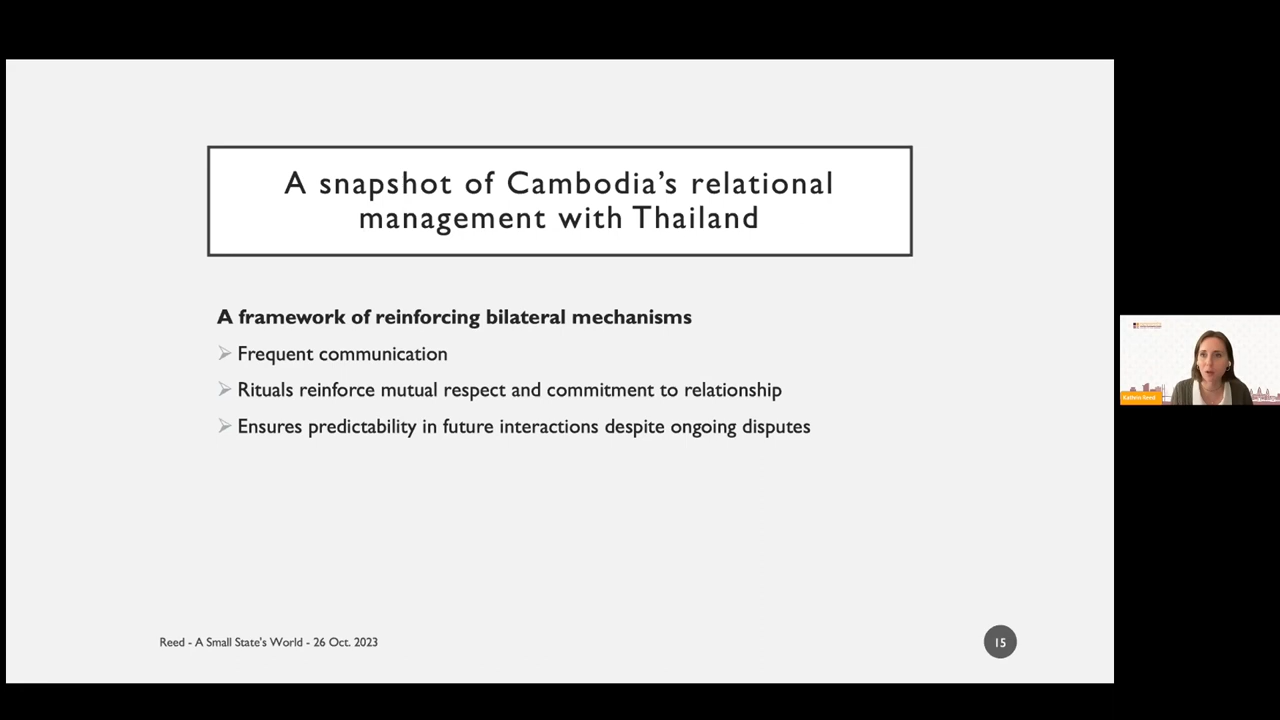 A snapshot of Cambodia’s relational
management with Thailand
A framework of reinforcing bilateral mechanisms
Frequent communication
Rituals reinforce mutual respect and commitment to relationship
Ensures predictability in future interactions despite ongoing disputes
Reed - A Small State's World - 26 Oct. 2023
15
Reed